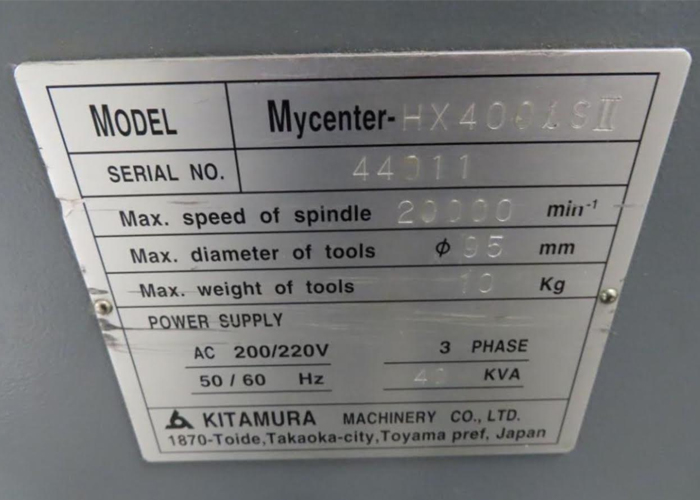 MODEL Mycenter-HX400iSII
SERIAL NO. 44011
Max. speed of spindle 20000 min-1
Max. diameter of tools φ 95 mm
Max. weight of tools 10 Kg
POWER SUPPLY
AC 200/220V 3 PHASE
50/60 Hz KVA
KITAMURA MACHINERY CO., LTD.
1870-Toide,Takaoka-city,Toyama pref, Japan